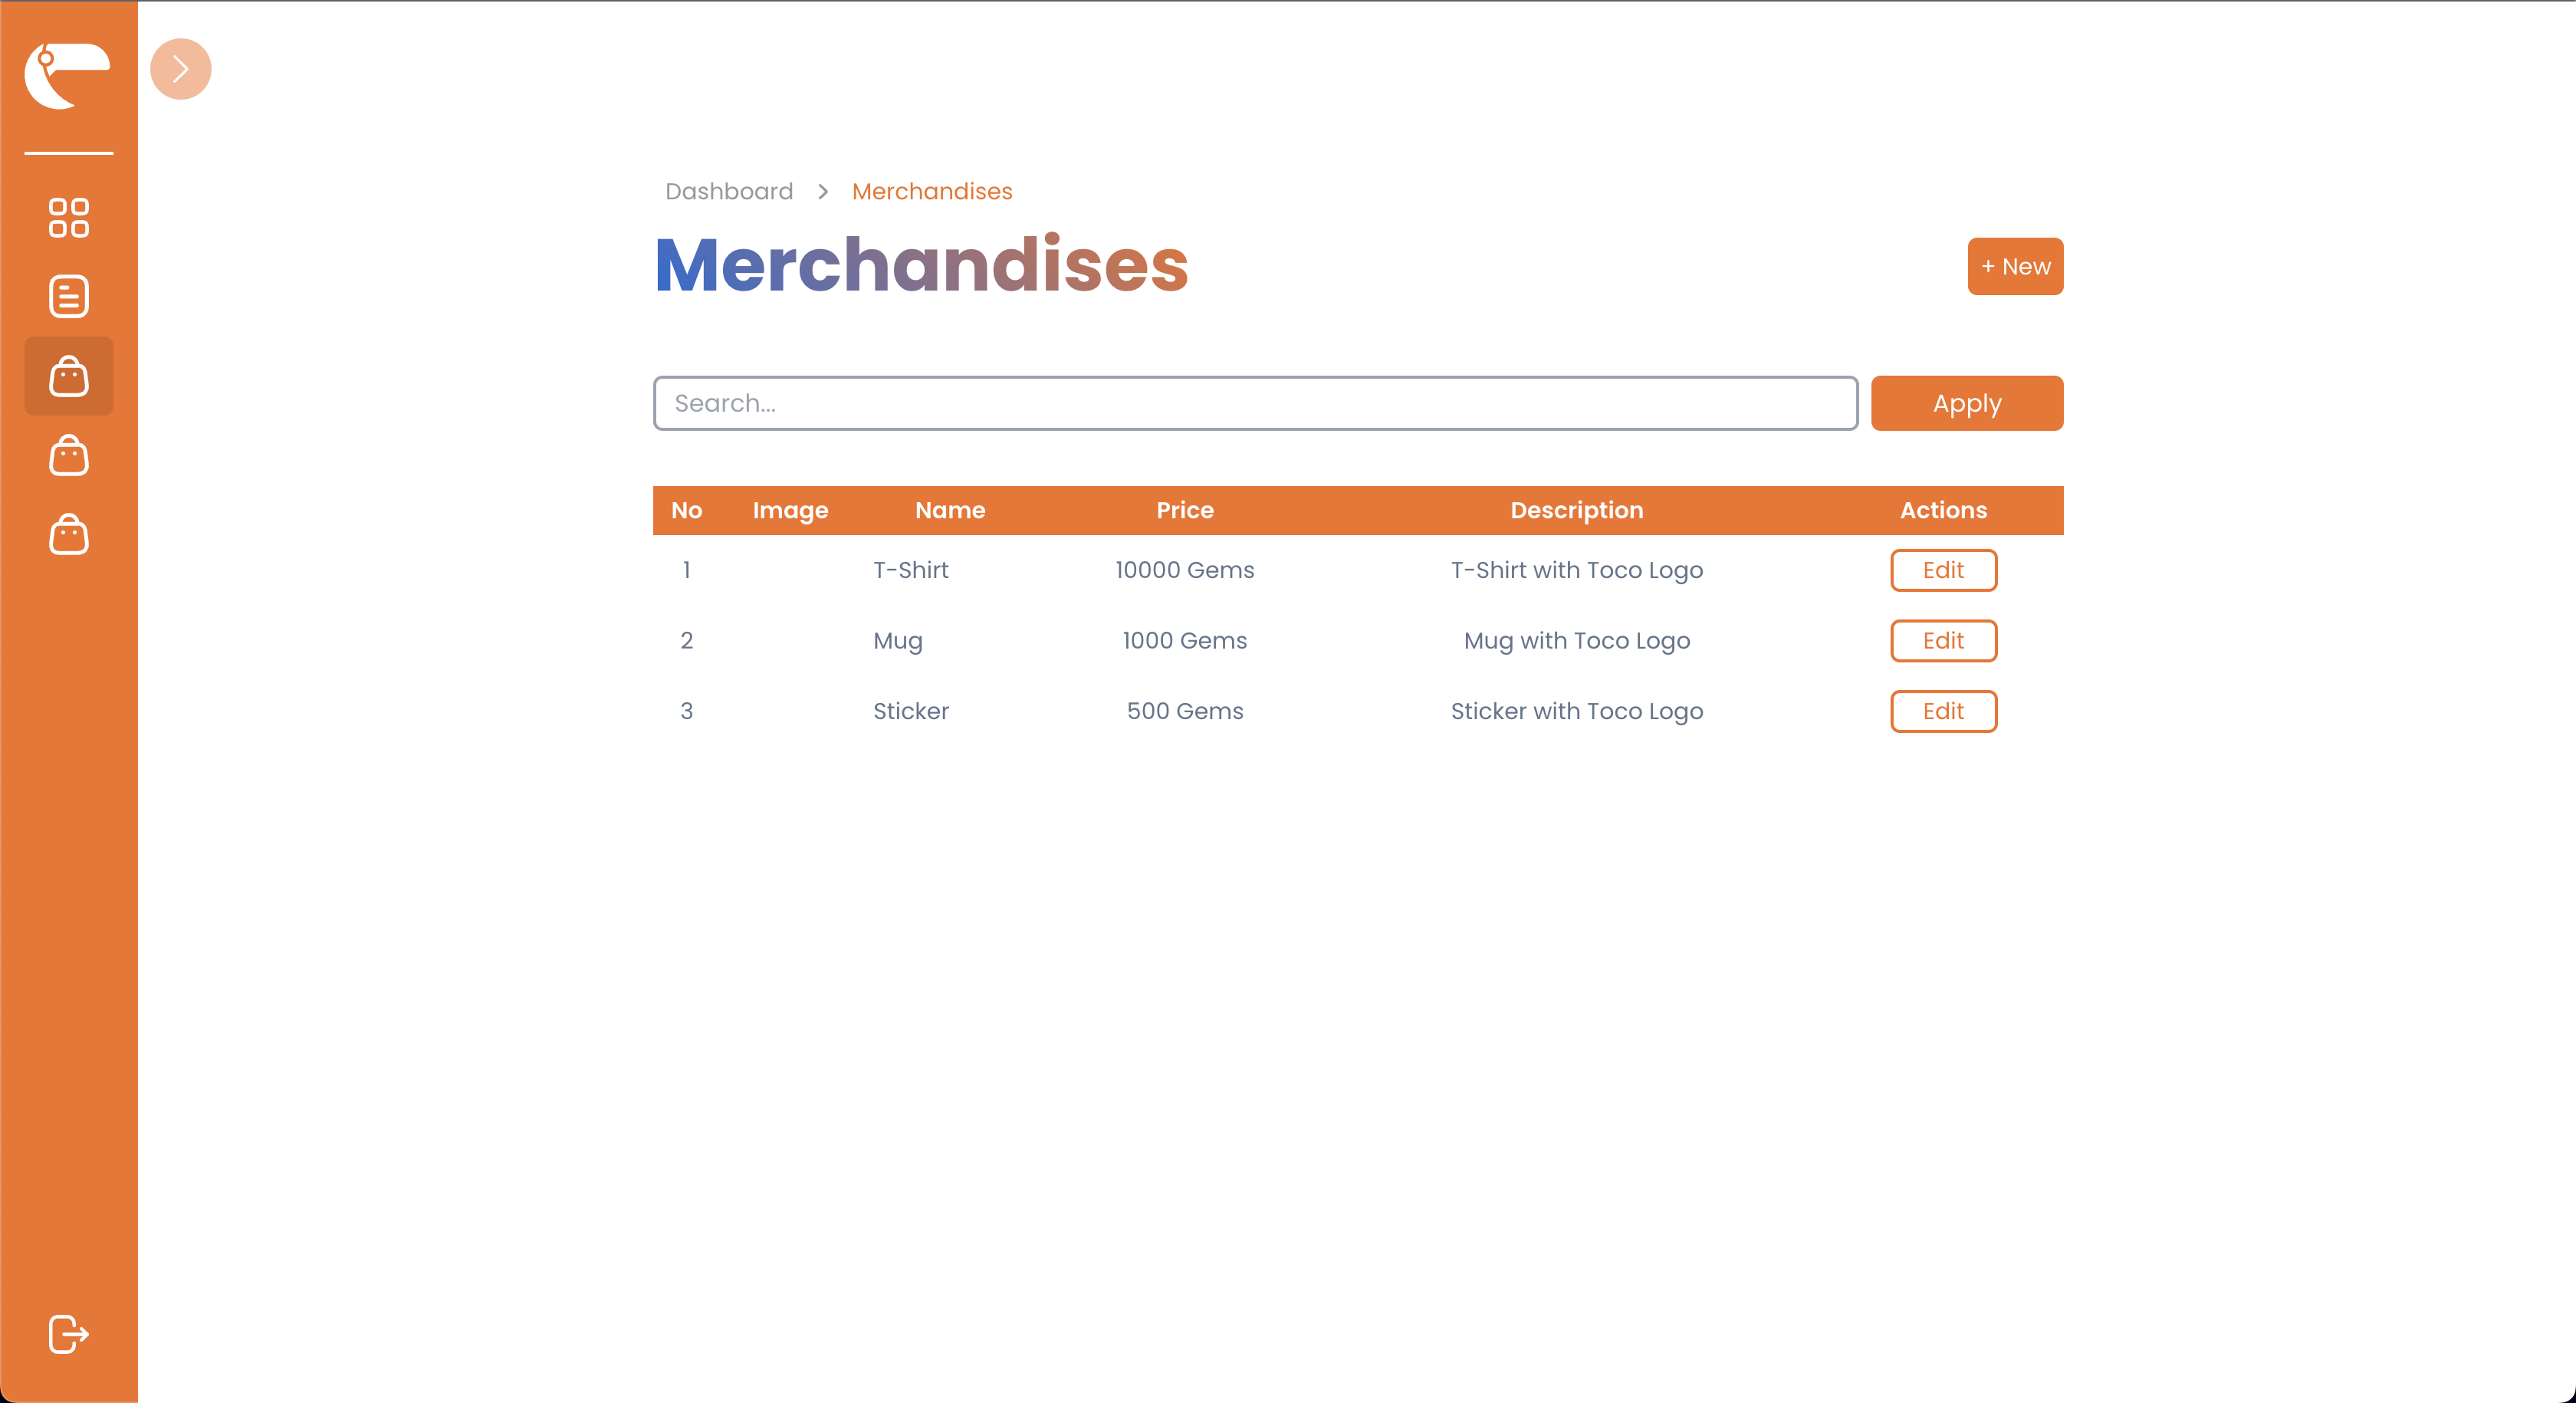 Dashboard > Merchandises
Merchandises
+ New
Search...
Apply
No Image Name Price Description Actions
1 T-Shirt 10000 Gems T-Shirt with Toco Logo Edit
2 Mug 1000 Gems Mug with Toco Logo Edit
3 Sticker 500 Gems Sticker with Toco Logo Edit